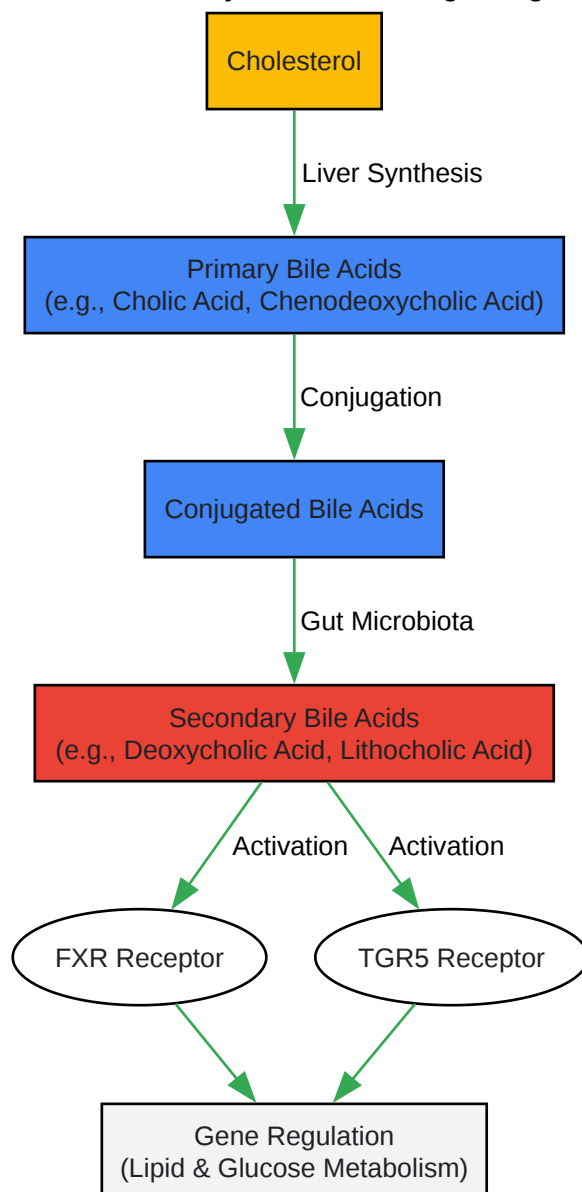 Cholesterol
Liver Synthesis
Primary Bile Acids
(e.g., Cholic Acid, Chenodeoxycholic Acid)
Conjugation
Conjugated Bile Acids
Gut Microbiota
Secondary Bile Acids
(e.g., Deoxycholic Acid, Lithocholic Acid)
Activation
Activation
FXR Receptor
TGR5 Receptor
Gene Regulation
(Lipid & Glucose Metabolism)